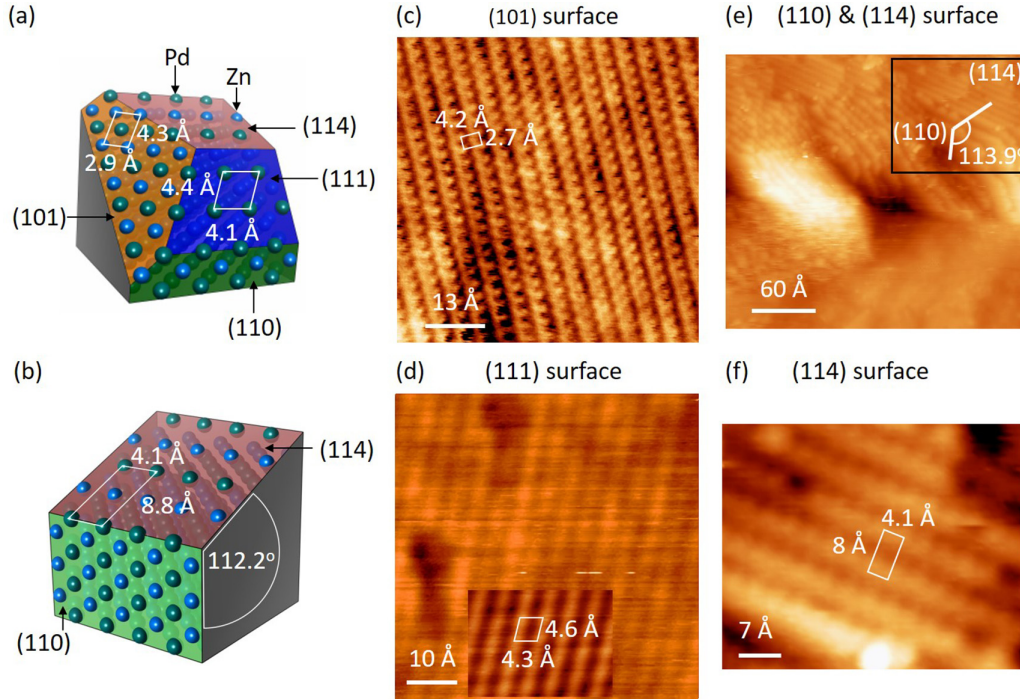 (a)
Pd
Zn
(114)
4.3 Å
2.9 Å
4.4 Å
(111)
(101)
4.1 Å
(110)
(b)
(114)
4.1 Å
8.8 Å
112.2°
(110)
(c) (101) surface
4.2 Å
2.7 Å
13 Å
(d) (111) surface
4.6 Å
4.3 Å
10 Å
(e) (110) & (114) surface
(114)
(110)
113.9°
60 Å
(f) (114) surface
4.1 Å
8 Å
7 Å